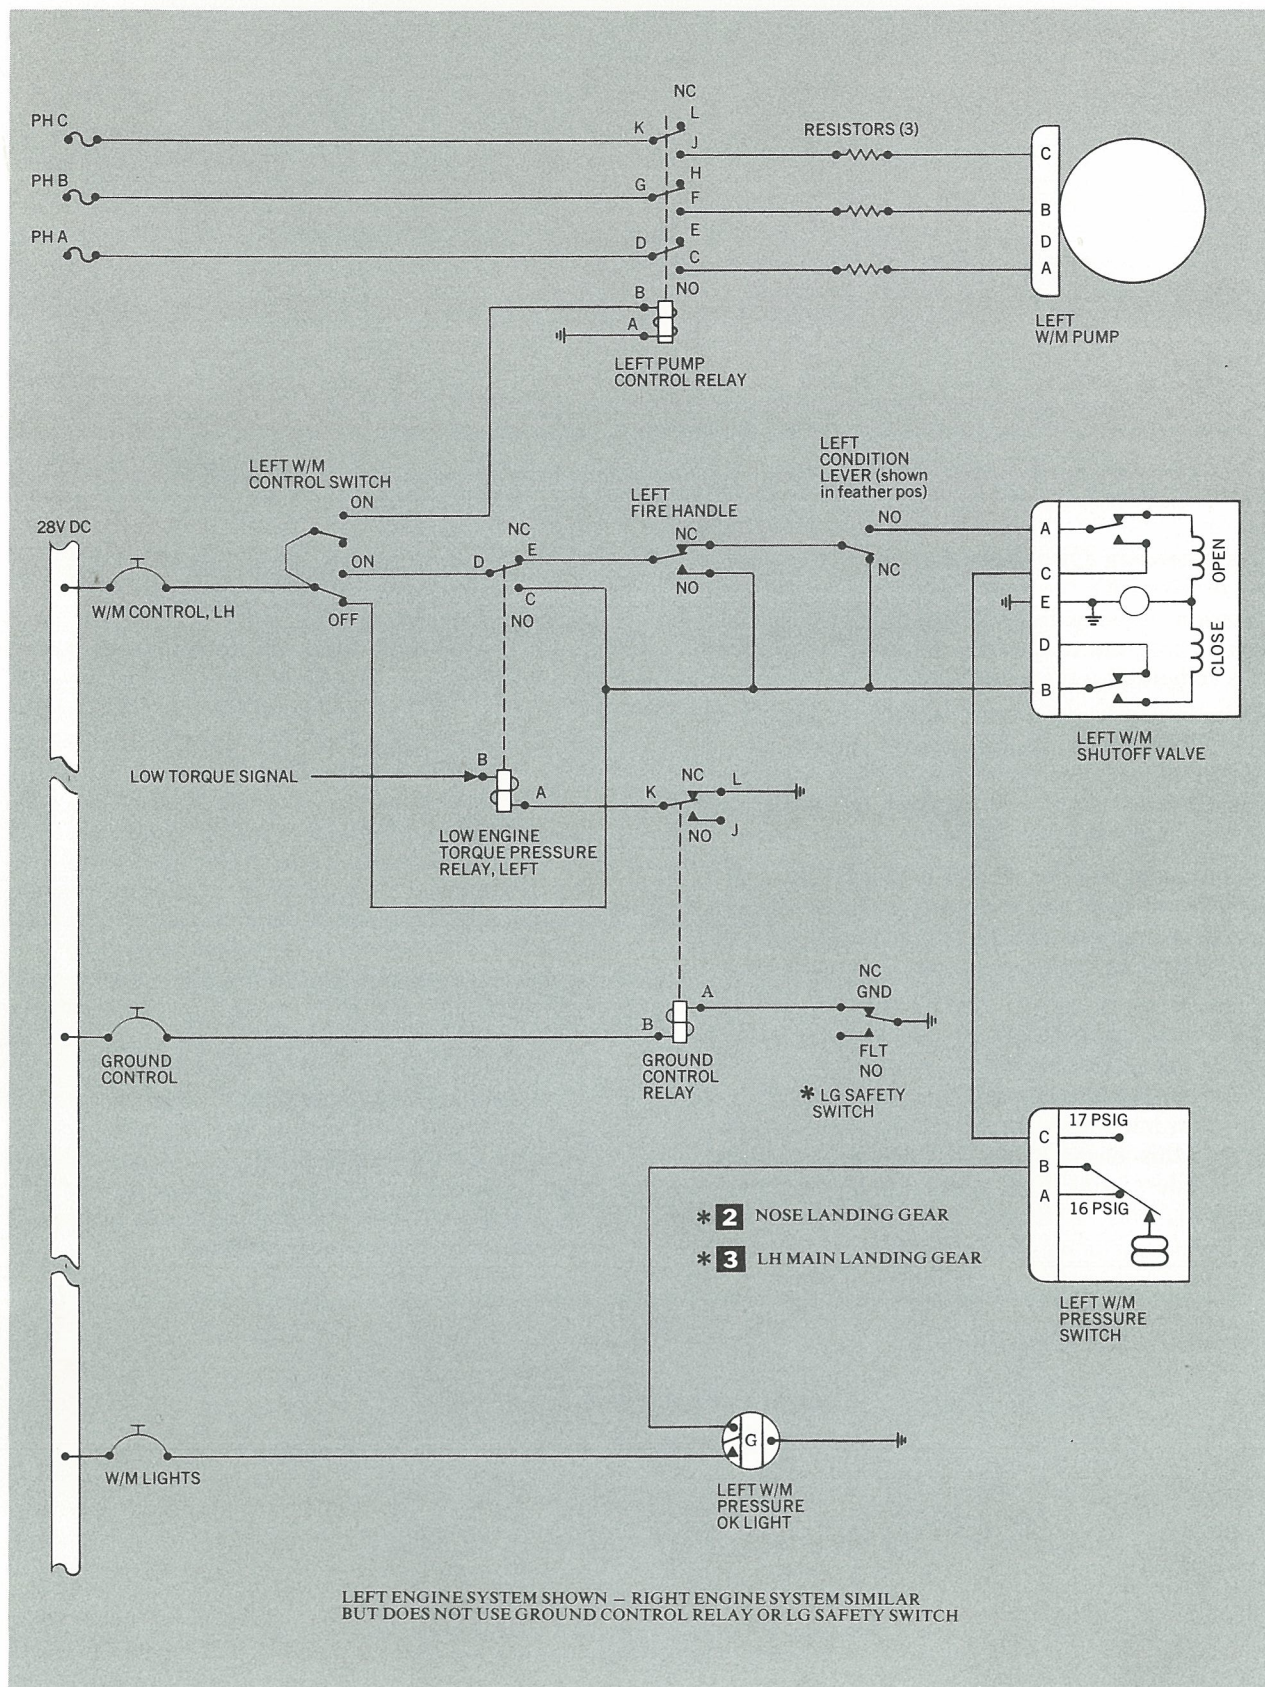 NC
PH C
K
L
J
RESISTORS (3)
C
PH B
G
H
F
B
PH A
D
E
C
D
A
NO
B
A
LEFT
W/M PUMP
LEFT PUMP
CONTROL RELAY
LEFT W/M
CONTROL SWITCH
ON
LEFT
FIRE HANDLE
LEFT
CONDITION
LEVER (shown
in feather pos)
NO
NC
28V DC
NC
E
D
ON
NC
NO
C
NO
W/M CONTROL, LH
OFF
A
C
E
D
B
OPEN
CLOSE
LEFT W/M
SHUTOFF VALVE
LOW TORQUE SIGNAL
B
A
K
NC
L
NO
J
LOW ENGINE
TORQUE PRESSURE
RELAY, LEFT
GROUND
CONTROL
B
A
GROUND
CONTROL
RELAY
NC
GND
FLT
NO
* LG SAFETY
SWITCH
C
17 PSIG
B
A
16 PSIG
* 2 NOSE LANDING GEAR
* 3 LH MAIN LANDING GEAR
LEFT W/M
PRESSURE
SWITCH
W/M LIGHTS
G
LEFT W/M
PRESSURE
OK LIGHT
LEFT ENGINE SYSTEM SHOWN – RIGHT ENGINE SYSTEM SIMILAR
BUT DOES NOT USE GROUND CONTROL RELAY OR LG SAFETY SWITCH